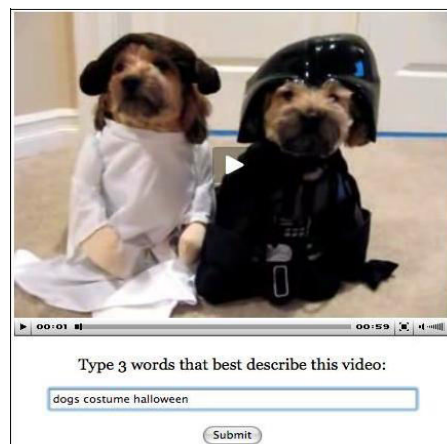 00:01 00:59
Type 3 words that best describe this video:
dogs costume halloween
Submit